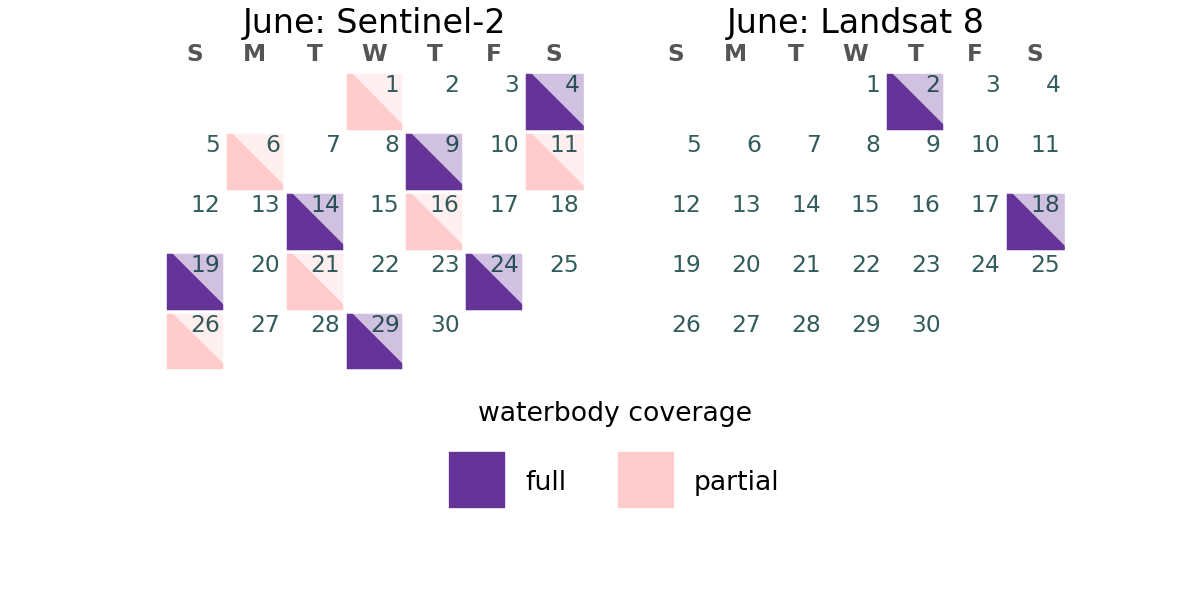 June: Sentinel-2
S M T W T F S
1 2 3 4
5 6 7 8 9 10 11
12 13 14 15 16 17 18
19 20 21 22 23 24 25
26 27 28 29 30
June: Landsat 8
S M T W T F S
1 2 3 4
5 6 7 8 9 10 11
12 13 14 15 16 17 18
19 20 21 22 23 24 25
26 27 28 29 30
waterbody coverage
full partial